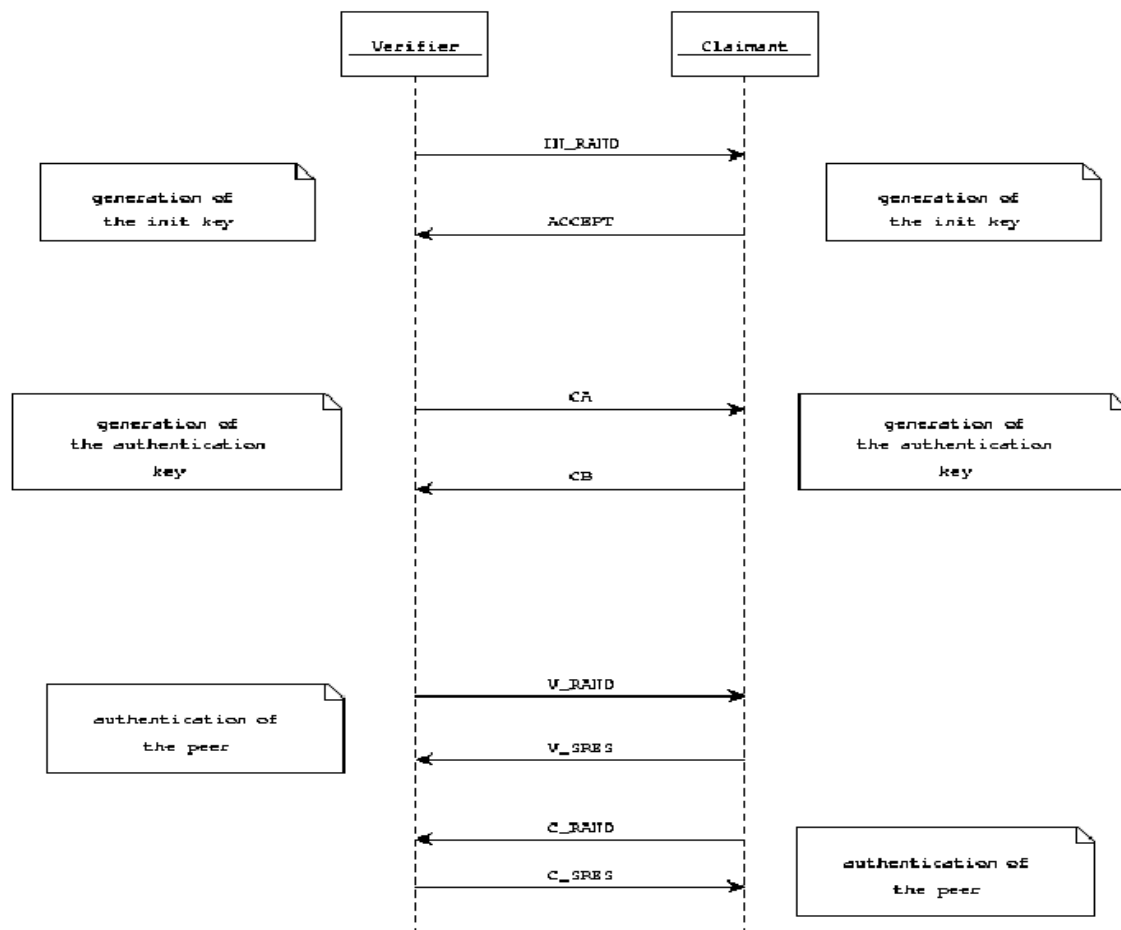 Verifier
Claimant
IN_RAND
generation of
the init key
generation of
the init key
ACCEPT
CA
generation of
the authentication
key
generation of
the authentication
key
CB
V_RAND
authentication of
the peer
V_SRES
C_RAND
authentication of
the peer
C_SRES